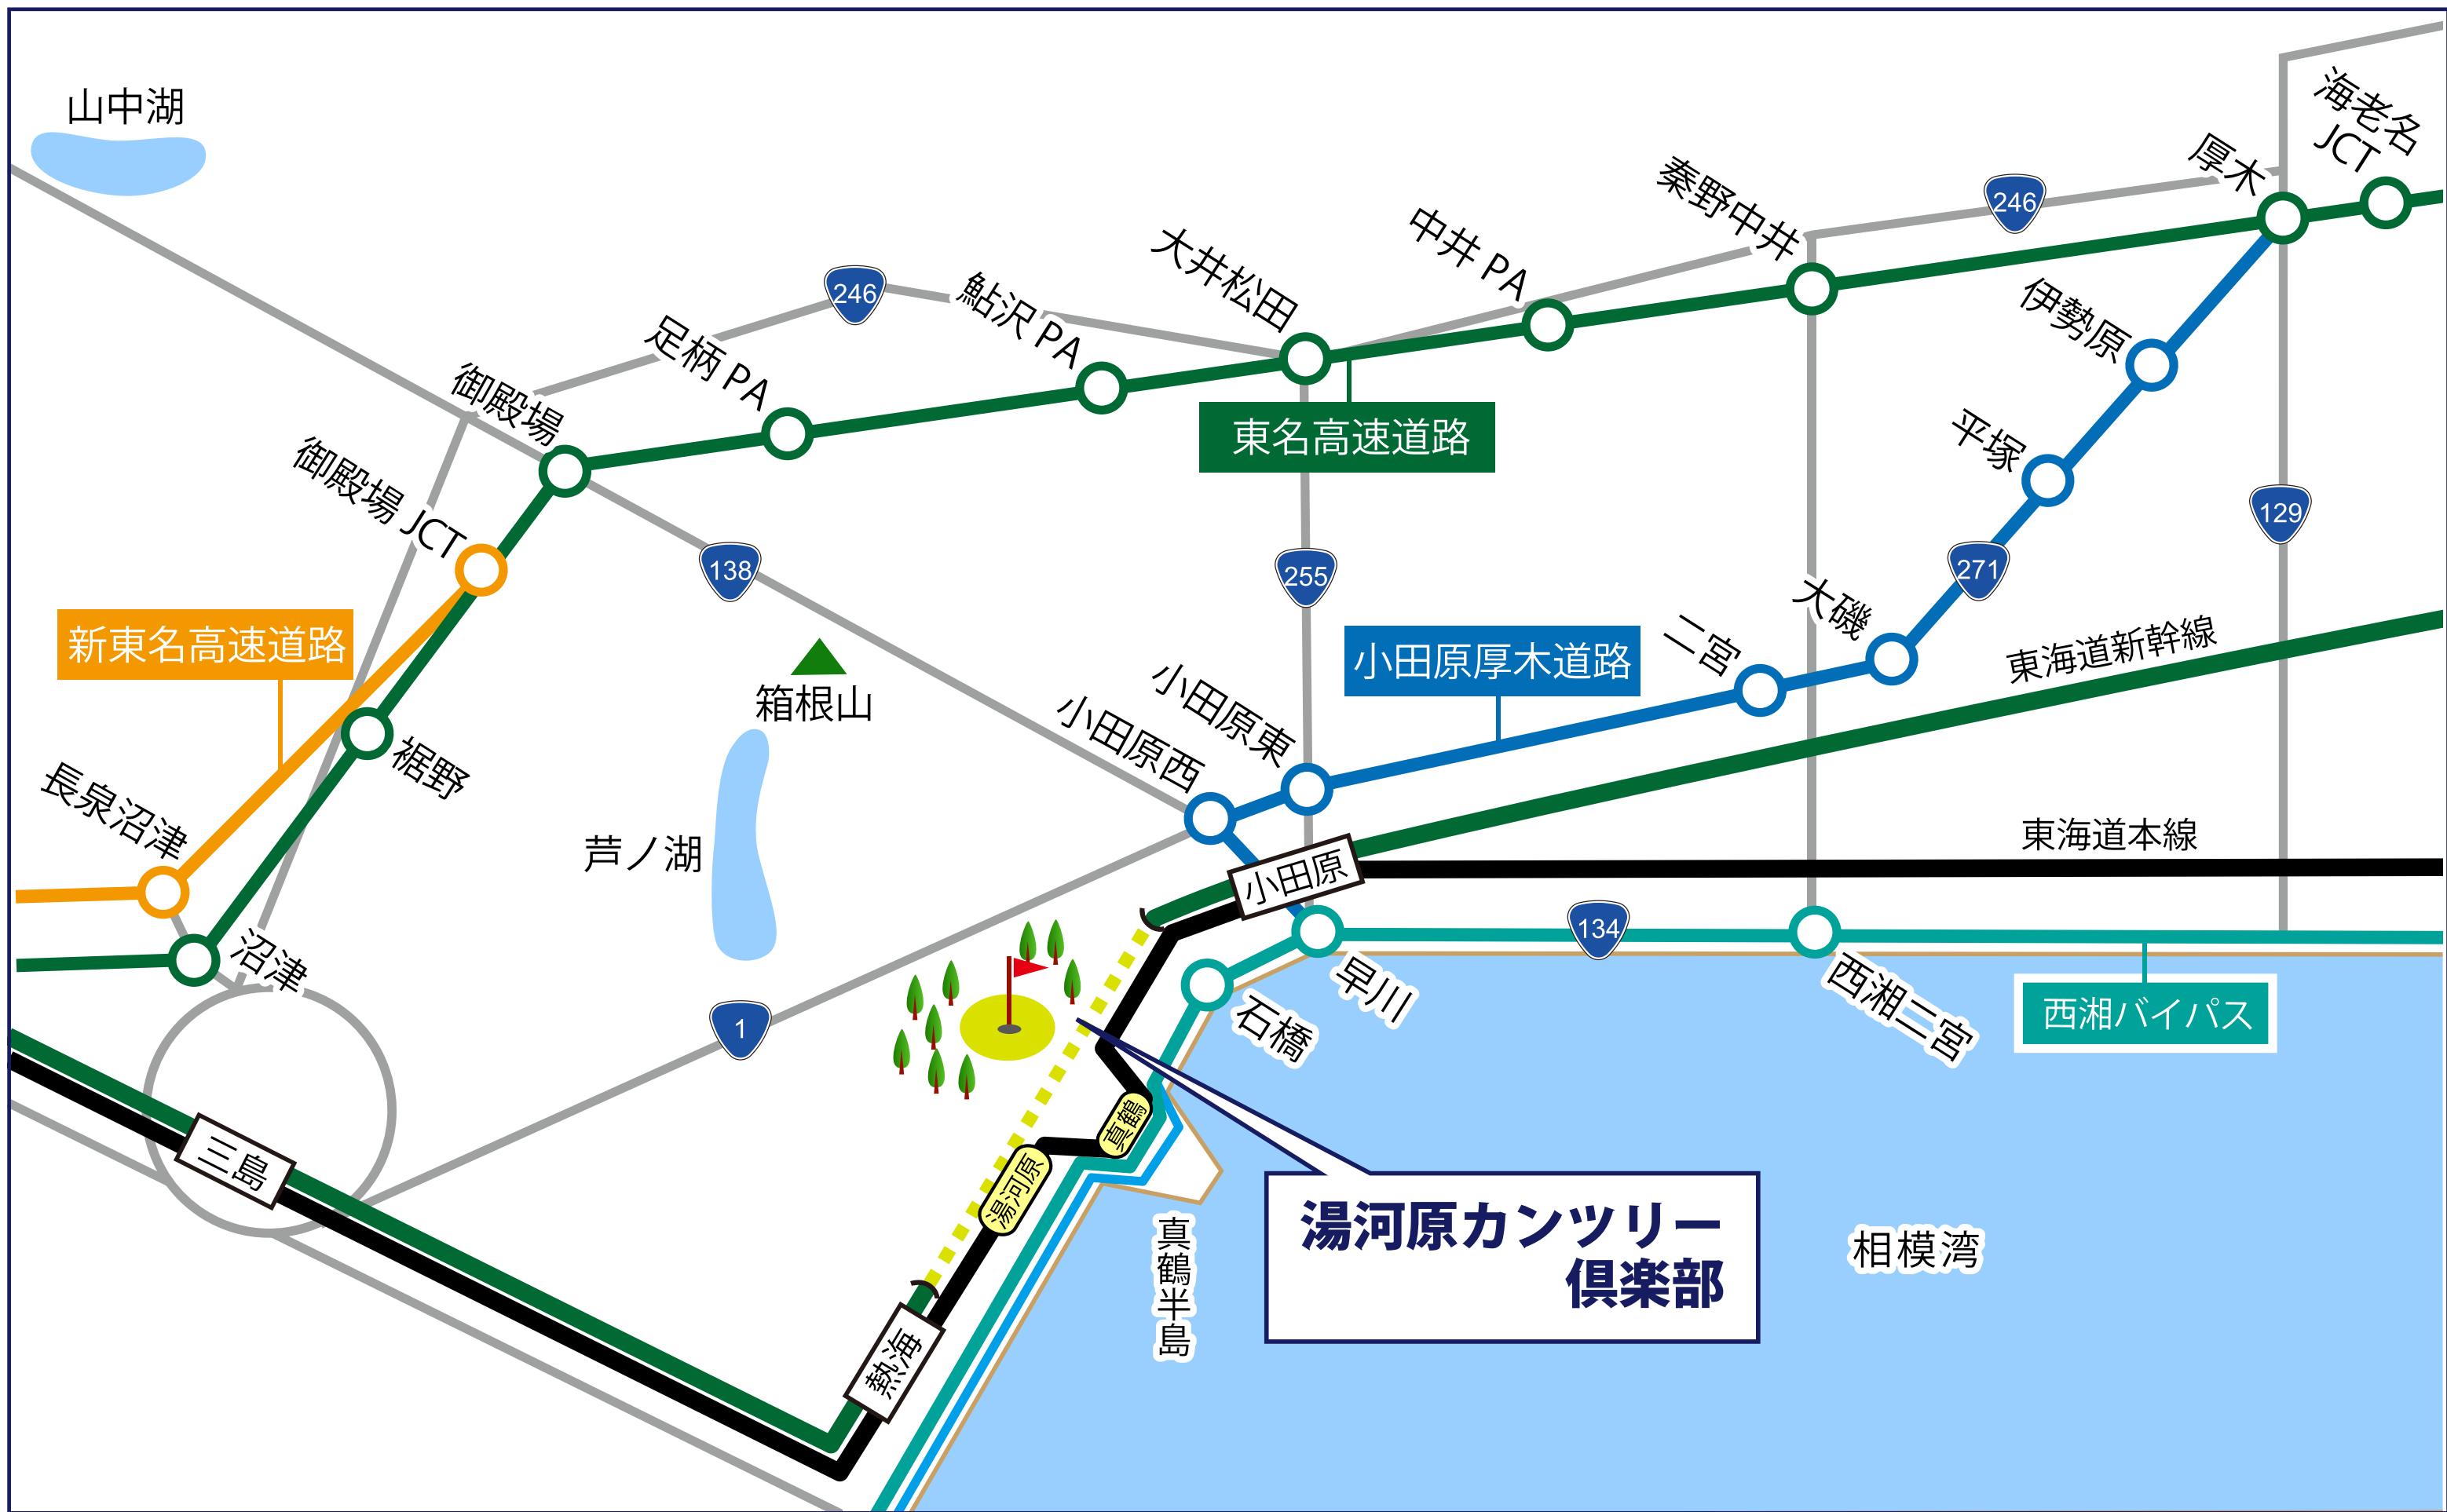 山中湖
海老名
JCT
厚木
秦野中井
246
中井 PA
大井松田
246
鮎沢 PA
足柄 PA
御殿場
御殿場 JCT
伊勢原
東名高速道路
平塚
129
138
255
271
大磯
小田原厚木道路
二宮
新東名高速道路
東海道新幹線
箱根山
小田原東
小田原西
裾野
長泉沼津
芦ノ湖
東海道本線
小田原
134
沼津
早川
石橋
西湘二宮
西湘バイパス
1
真鶴
三島
湯河原
真鶴半島
湯河原カンツリー
倶楽部
相模湾
熱海